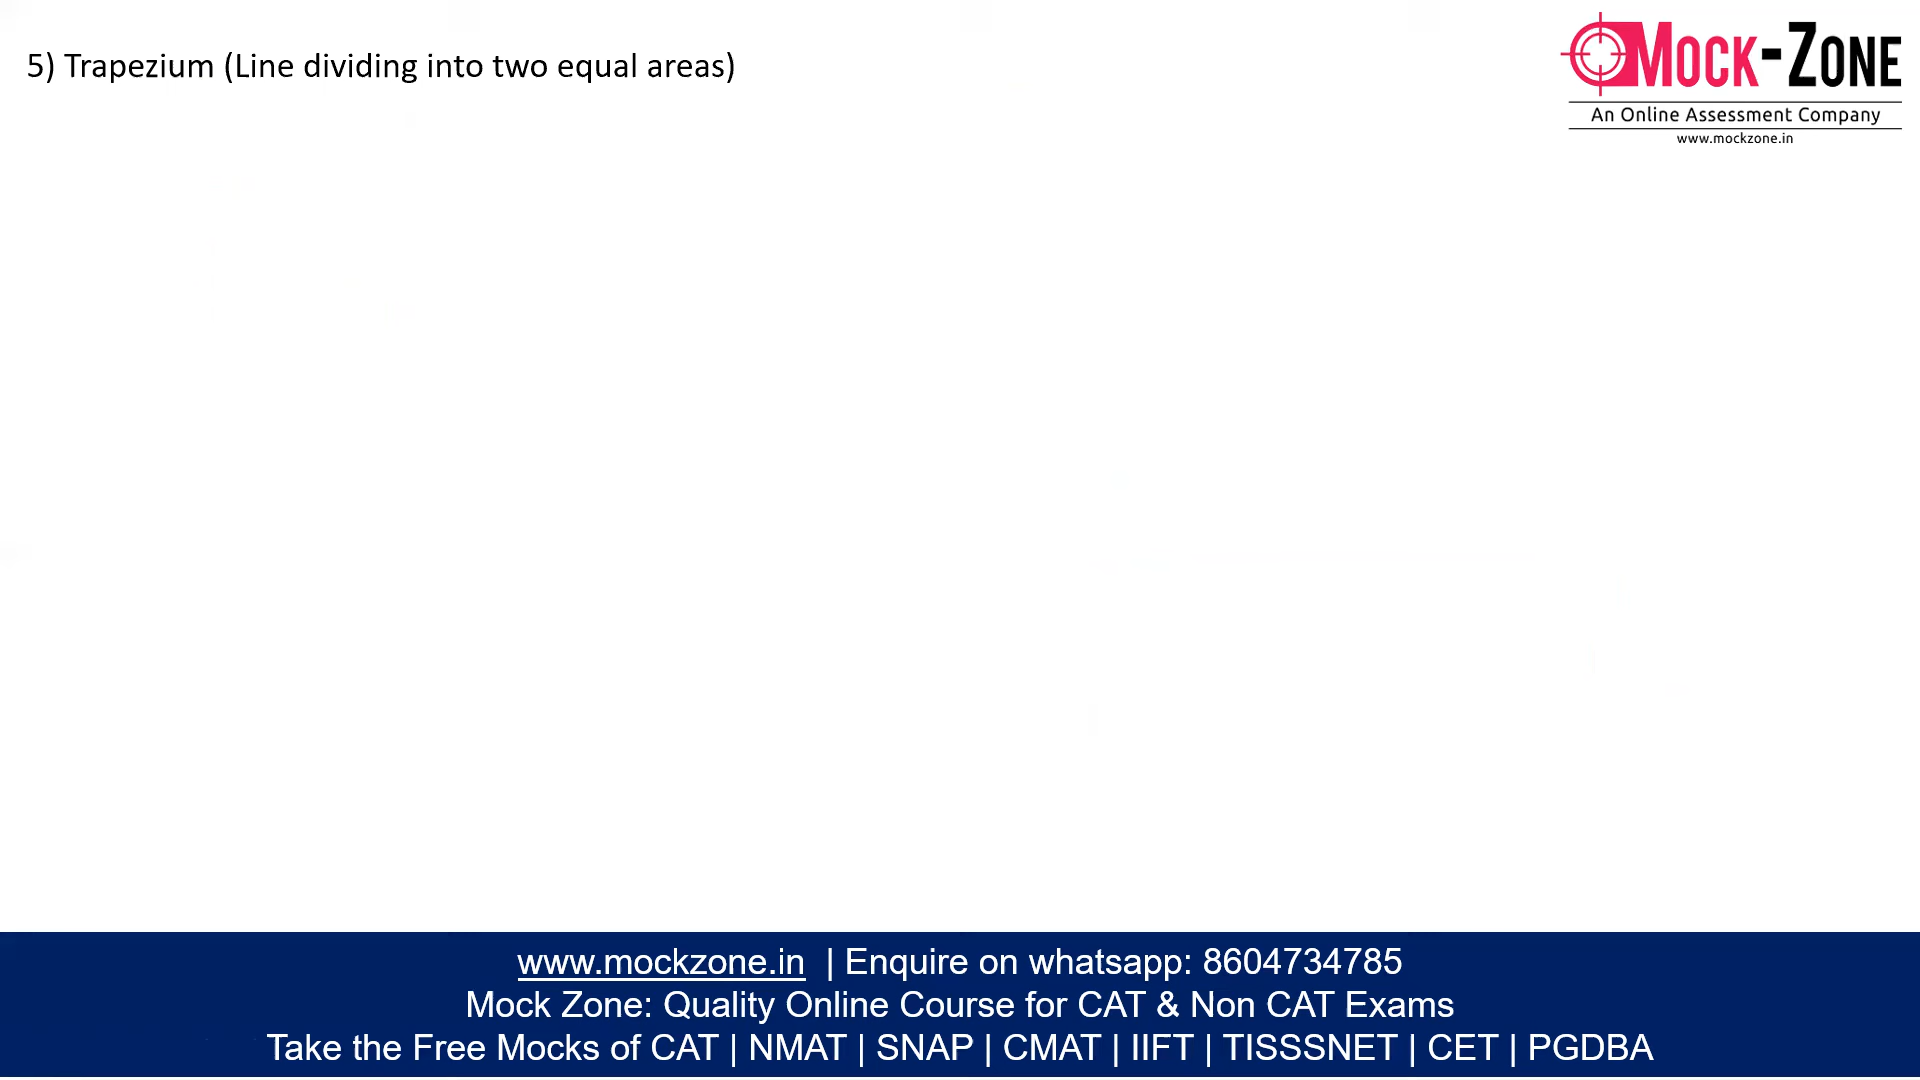 5) Trapezium (Line dividing into two equal areas)
MOCK-ZONE
An Online Assessment Company
www.mockzone.in
www.mockzone.in | Enquire on whatsapp: 8604734785
Mock Zone: Quality Online Course for CAT & Non CAT Exams
Take the Free Mocks of CAT | NMAT | SNAP | CMAT | IIFT | TISSSNET | CET | PGDBA